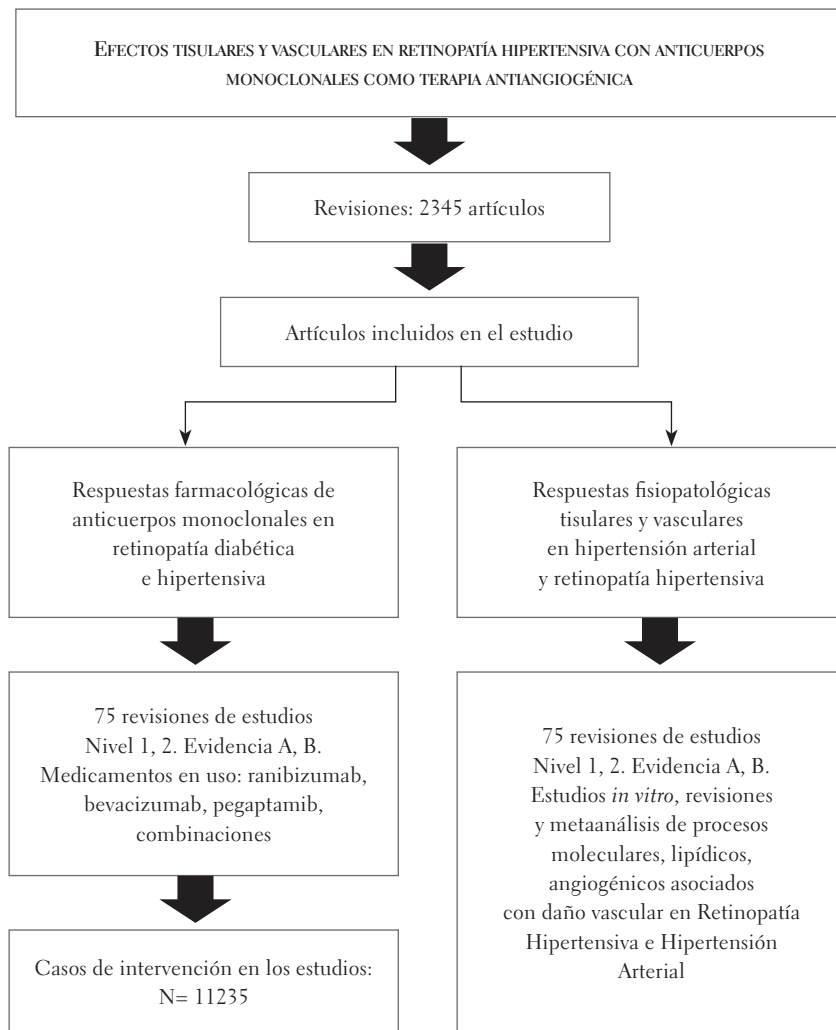 EFECTOS TISULARES Y VASCULARES EN RETINOPATÍA HIPERTENSIVA CON ANTICUERPOS
MONOCLONALES COMO TERAPIA ANTIANGIOGÉNICA
Revisiones: 2345 artículos
Artículos incluidos en el estudio
Respuestas farmacológicas de
anticuerpos monoclonales en
retinopatía diabética
e hipertensiva
Respuestas fisiopatológicas
tisulares y vasculares
en hipertensión arterial
y retinopatía hipertensiva
75 revisiones de estudios
Nivel 1, 2. Evidencia A, B.
Medicamentos en uso: ranibizumab,
bevacizumab, pegaptamib,
combinaciones
75 revisiones de estudios
Nivel 1, 2. Evidencia A, B.
Estudios in vitro, revisiones
y metaanálisis de procesos
moleculares, lipídicos,
angiogénicos asociados
con daño vascular en Retinopatía
Hipertensiva e Hipertensión
Arterial
Casos de intervención en los estudios:
N= 11235